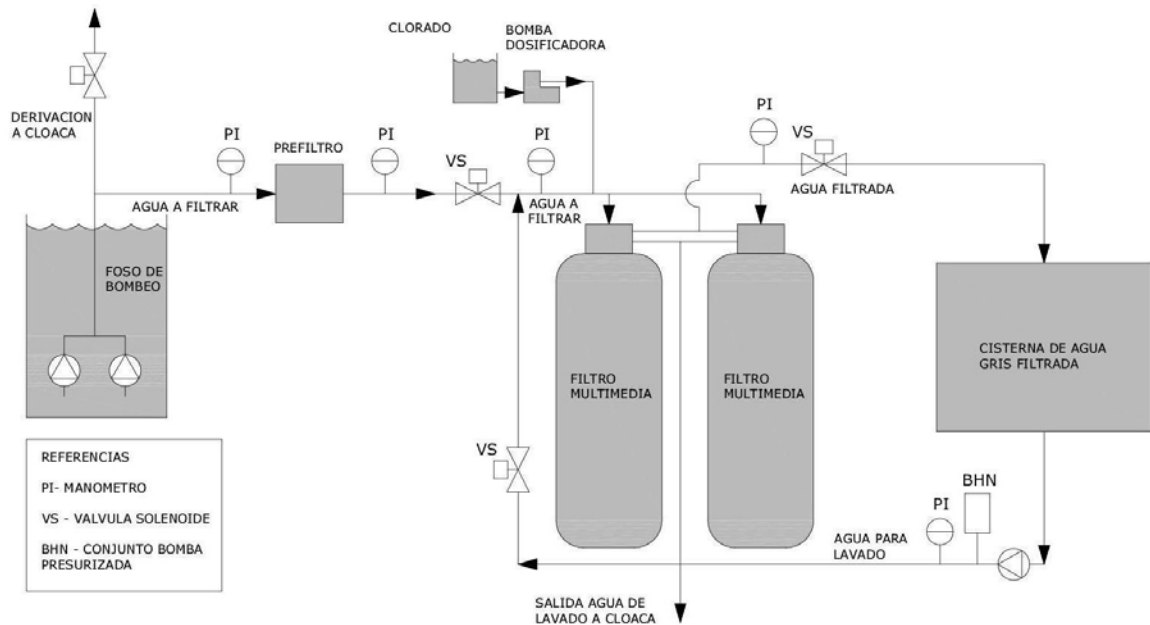 CLORADO
BOMBA
DOSIFICADORA
DERIVACION
A CLOACA
PI
PREFILTRO
PI
VS
PI
PI
VS
AGUA FILTRADA
AGUA A FILTRAR
AGUA A
FILTRAR
FOSO DE
BOMBEO
FILTRO
MULTIMEDIA
FILTRO
MULTIMEDIA
CISTERNA DE AGUA
GRIS FILTRADA
VS
REFERENCIAS
PI- MANOMETRO
VS - VALVULA SOLENOIDE
BHN - CONJUNTO BOMBA
PRESURIZADA
BHN
PI
AGUA PARA
LAVADO
SALIDA AGUA DE
LAVADO A CLOACA